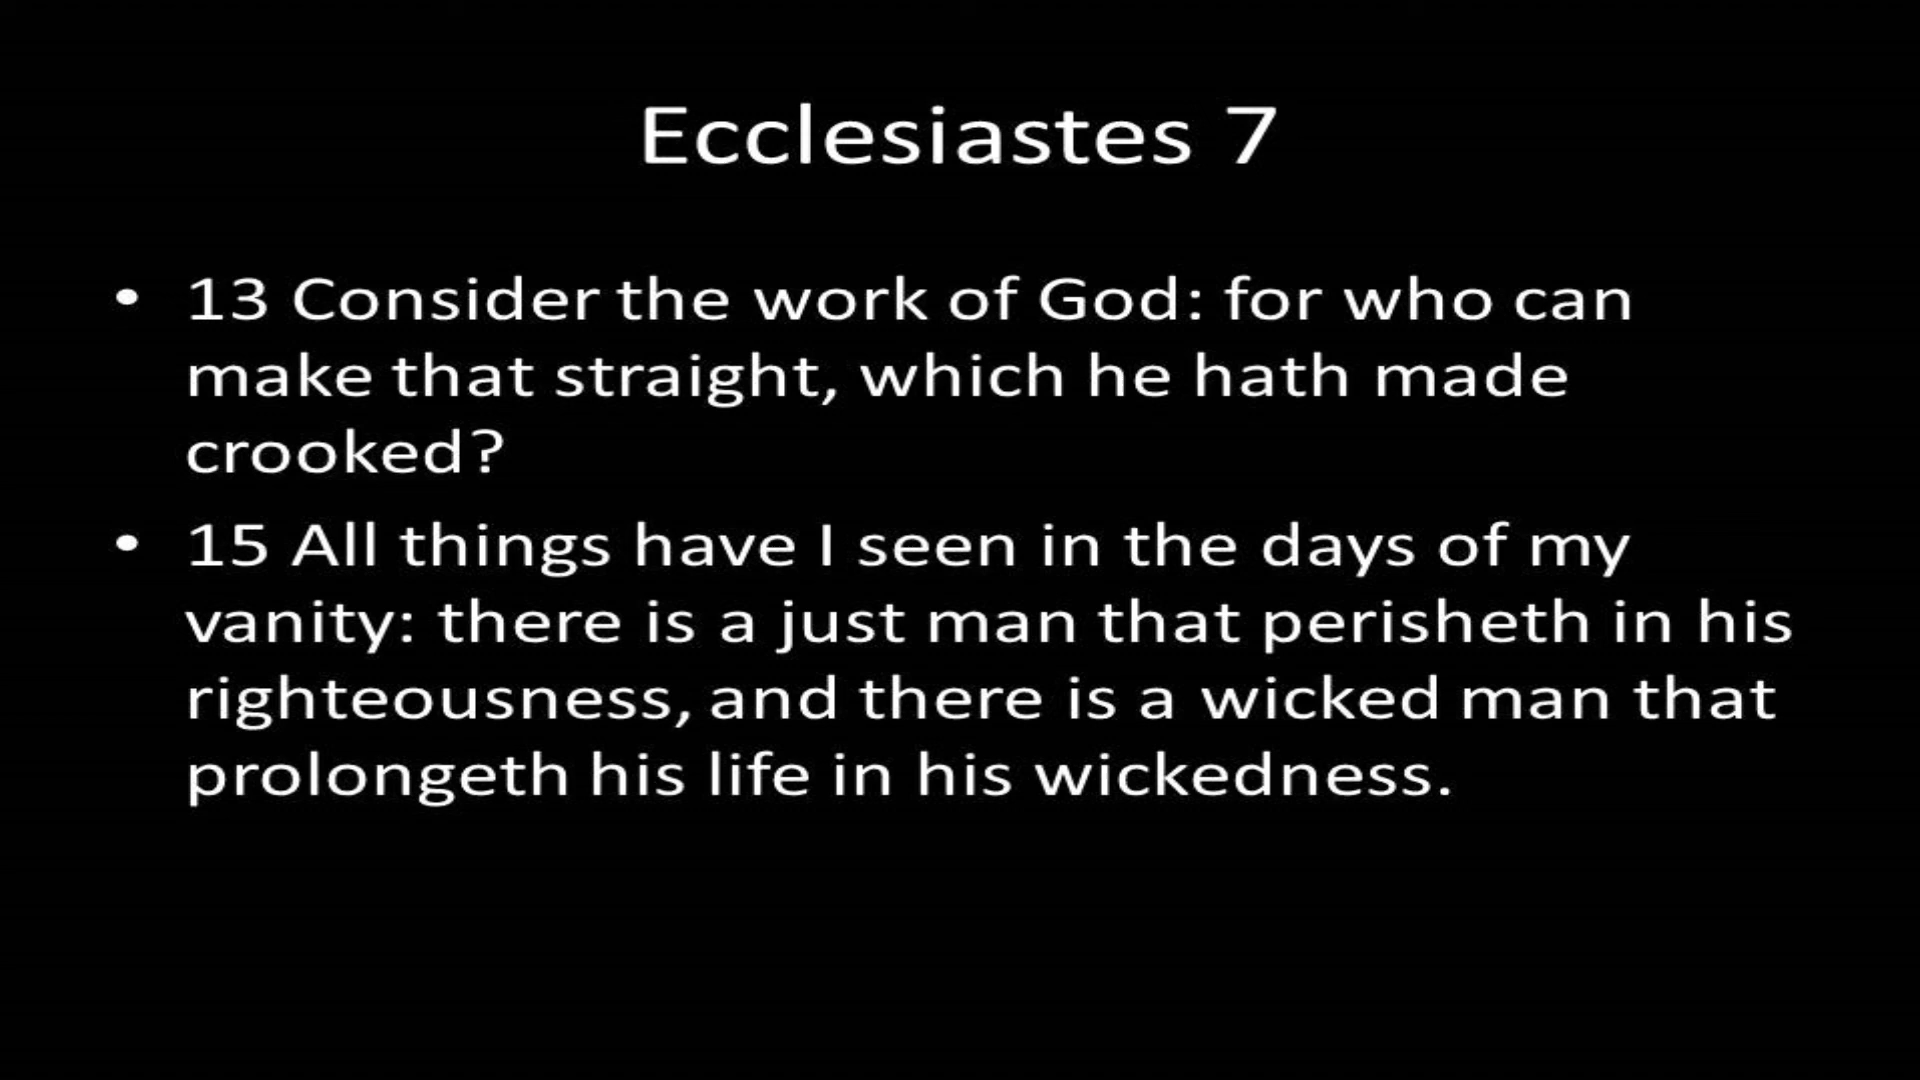 Ecclesiastes 7
• 13 Consider the work of God: for who can
make that straight, which he hath made
crooked?
• 15 All things have I seen in the days of my
vanity: there is a just man that perisheth in his
righteousness, and there is a wicked man that
prolongeth his life in his wickedness.